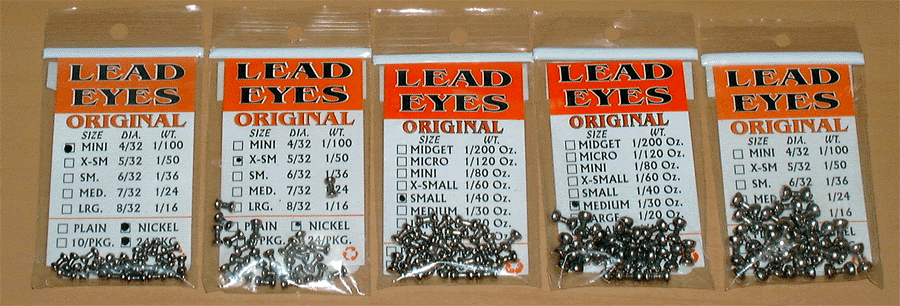 LEAD
EYES
ORIGINAL
SIZE DIA. WT.
MINI 4/32 1/100
X-SM 5/32 1/50
SM. 6/32 1/36
MED. 7/32 1/24
LRG. 8/32 1/16
PLAIN NICKEL
10/PKG. 24/PKG.
LEAD
EYES
ORIGINAL
SIZE DIA. WT.
MINI 4/32 1/100
X-SM 5/32 1/50
SM. 6/32 1/36
MED. 7/32 1/24
LRG. 8/32 1/16
PLAIN NICKEL
/PKG. 24/PKG.
LEAD
EYES
ORIGINAL
SIZE WT.
MIDGET 1/200 Oz.
MICRO 1/120 Oz.
MINI 1/80 Oz.
X-SMALL 1/60 Oz.
SMALL 1/40 Oz.
MEDIUM 1/30 Oz.
LEAD
EYES
ORIGINAL
SIZE WT.
MIDGET 1/200 Oz.
MICRO 1/120 Oz.
MINI 1/80 Oz.
X-SMALL 1/60 Oz.
SMALL 1/40 Oz.
MEDIUM 1/30 Oz.
LARGE 1/20 Oz.
LEAD
EYES
ORIGINAL
SIZE DIA. WT.
MINI 4/32 1/100
X-SM 5/32 1/50
SM. 6/32 1/36
MED. 1/24
1/16